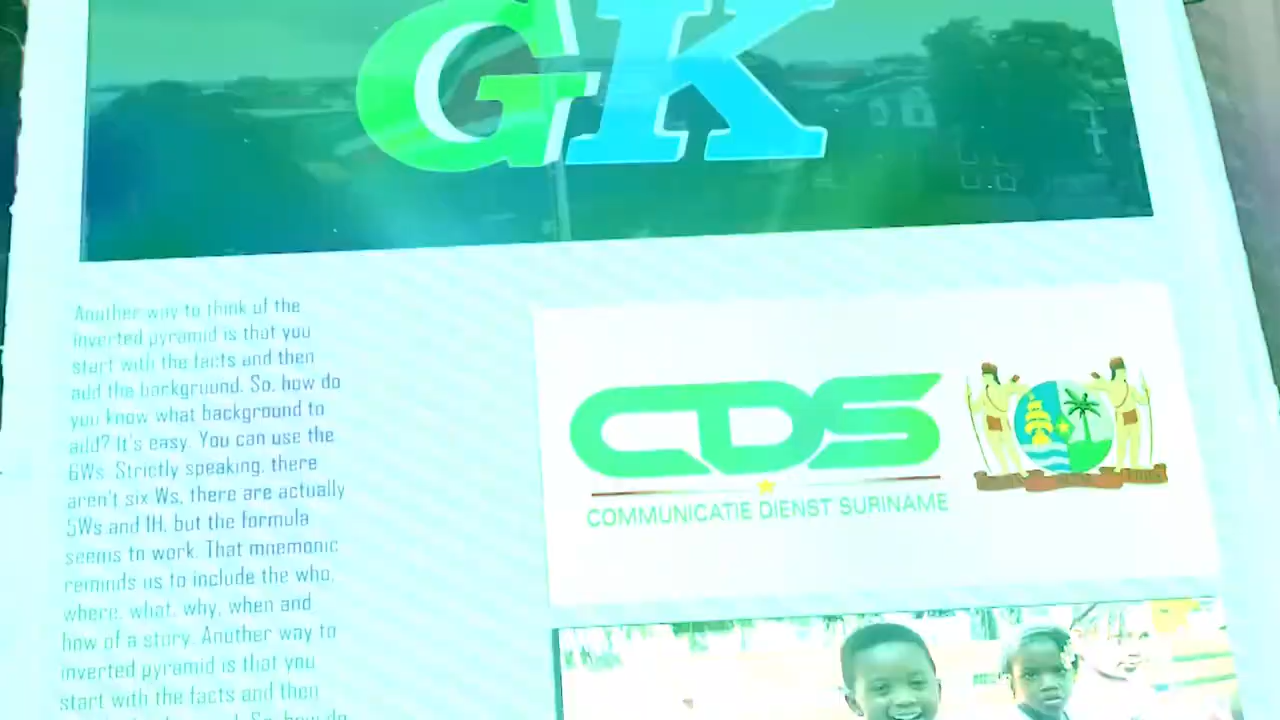 GK
Another way to think of the
inverted pyramid is that you
start with the facts and then
add the background. So, how do
you know what background to
add? It's easy. You can use the
6Ws. Strictly speaking, there
aren't six Ws, there are actually
5Ws and 1H, but the formula
seems to work. That mnemonic
reminds us to include the who,
where, what, why, when and
how of a story. Another way to
inverted pyramid is that you
start with the facts and then
CDS
COMMUNICATIE DIENST SURINAME